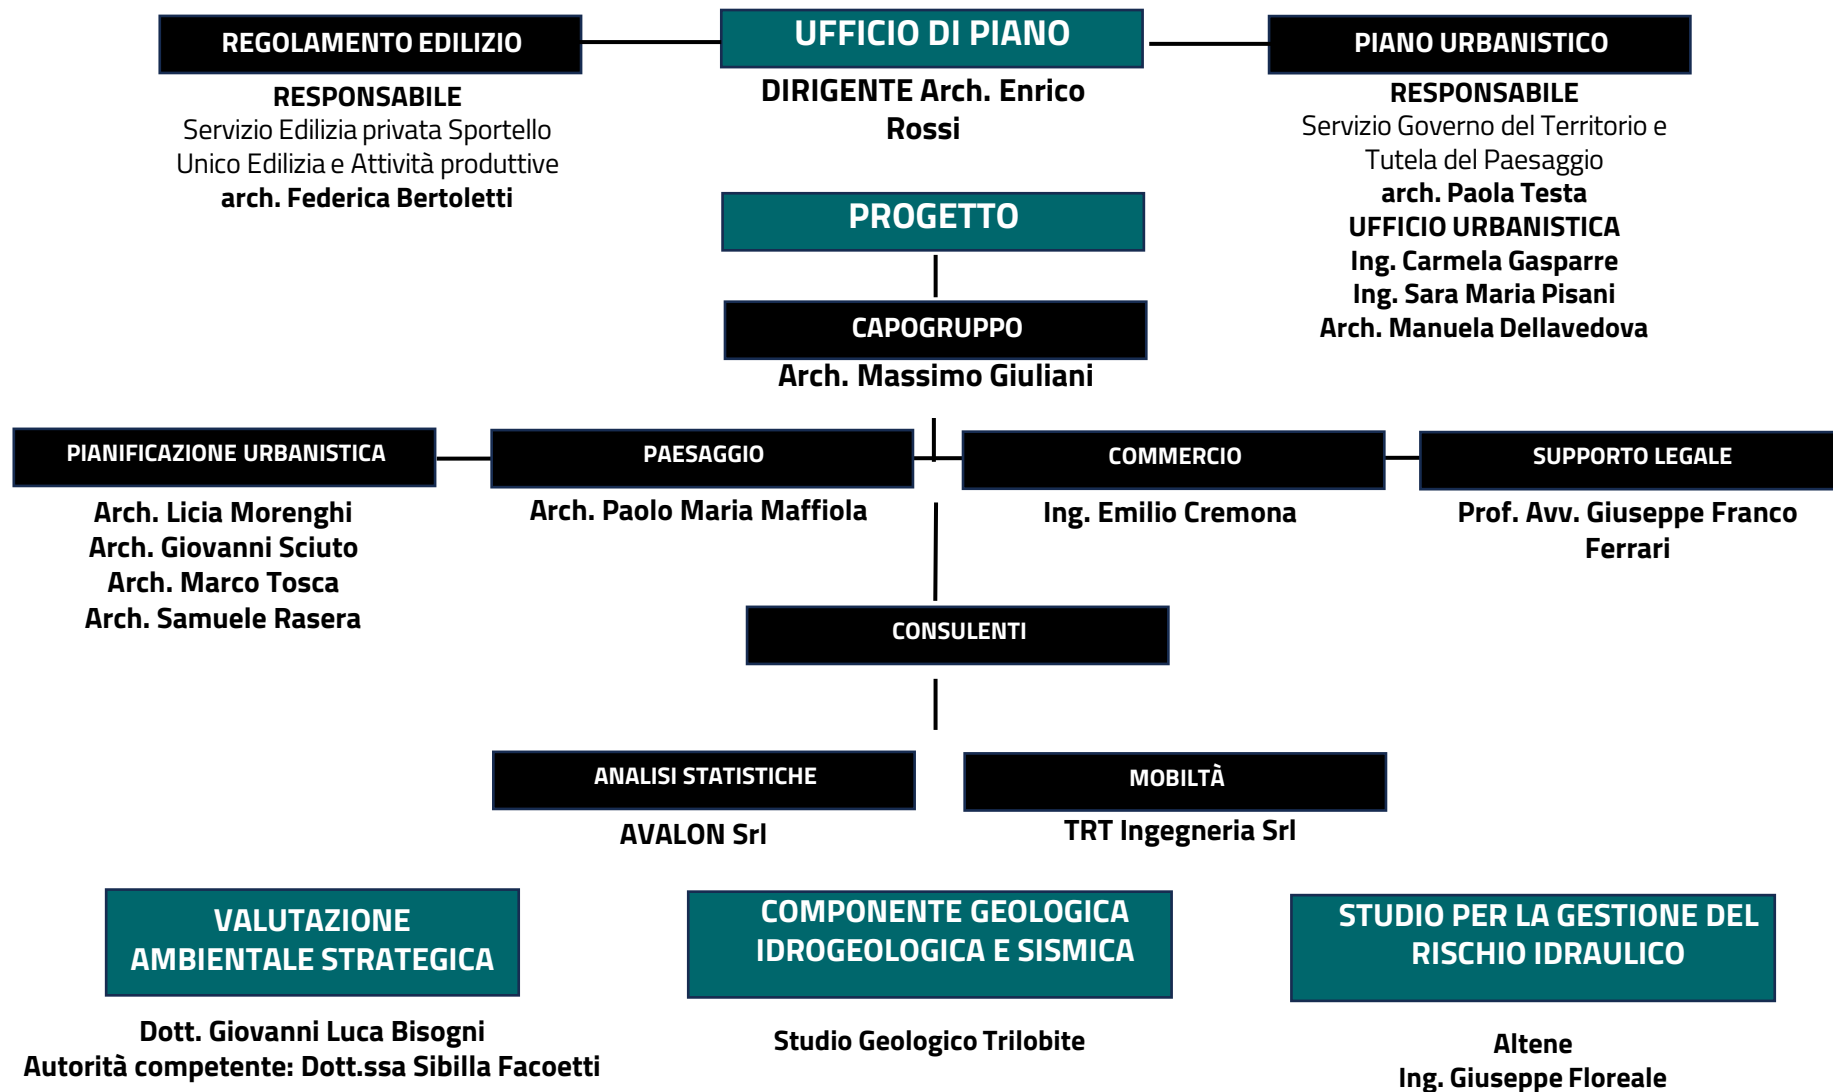 REGOLAMENTO EDILIZIO
RESPONSABILE
Servizio Edilizia privata Sportello
Unico Edilizia e Attività produttive
arch. Federica Bertoletti
UFFICIO DI PIANO
DIRIGENTE Arch. Enrico
Rossi
PIANO URBANISTICO
RESPONSABILE
Servizio Governo del Territorio e
Tutela del Paesaggio
arch. Paola Testa
UFFICIO URBANISTICA
Ing. Carmela Gasparre
Ing. Sara Maria Pisani
Arch. Manuela Dellavedova
PROGETTO
CAPOGRUPPO
Arch. Massimo Giuliani
PIANIFICAZIONE URBANISTICA
Arch. Licia Morenghi
Arch. Giovanni Sciuto
Arch. Marco Tosca
Arch. Samuele Rasera
PAESAGGIO
Arch. Paolo Maria Maffiola
COMMERCIO
Ing. Emilio Cremona
SUPPORTO LEGALE
Prof. Avv. Giuseppe Franco
Ferrari
CONSULENTI
ANALISI STATISTICHE
AVALON Srl
MOBILTÀ
TRT Ingegneria Srl
VALUTAZIONE
AMBIENTALE STRATEGICA
Dott. Giovanni Luca Bisogni
Autorità competente: Dott.ssa Sibilla Facoetti
COMPONENTE GEOLOGICA
IDROGEOLOGICA E SISMICA
Studio Geologico Trilobite
STUDIO PER LA GESTIONE DEL
RISCHIO IDRAULICO
Altene
Ing. Giuseppe Floreale